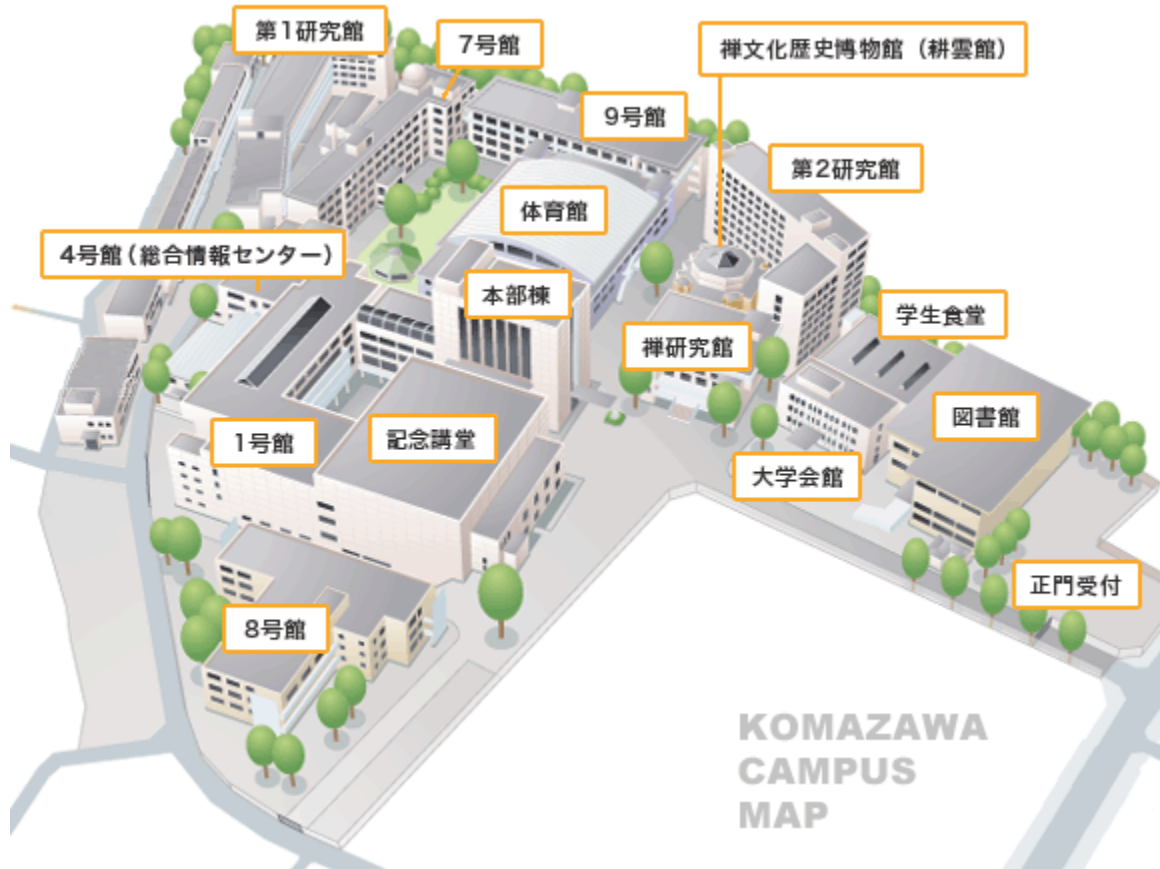 第1研究館
7号館
禅文化歴史博物館（耕雲館）
9号館
第2研究館
体育館
4号館（総合情報センター）
本部棟
学生食堂
禅研究館
図書館
1号館
記念講堂
大学会館
正門受付
8号館
KOMAZAWA
CAMPUS
MAP